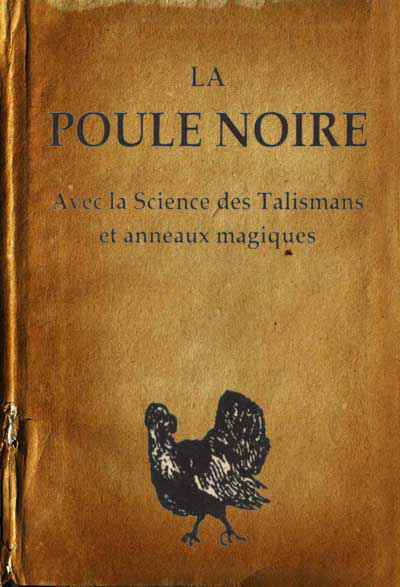 LA
POULE NOIRE
Avec la Science des Talismans
et anneaux magiques